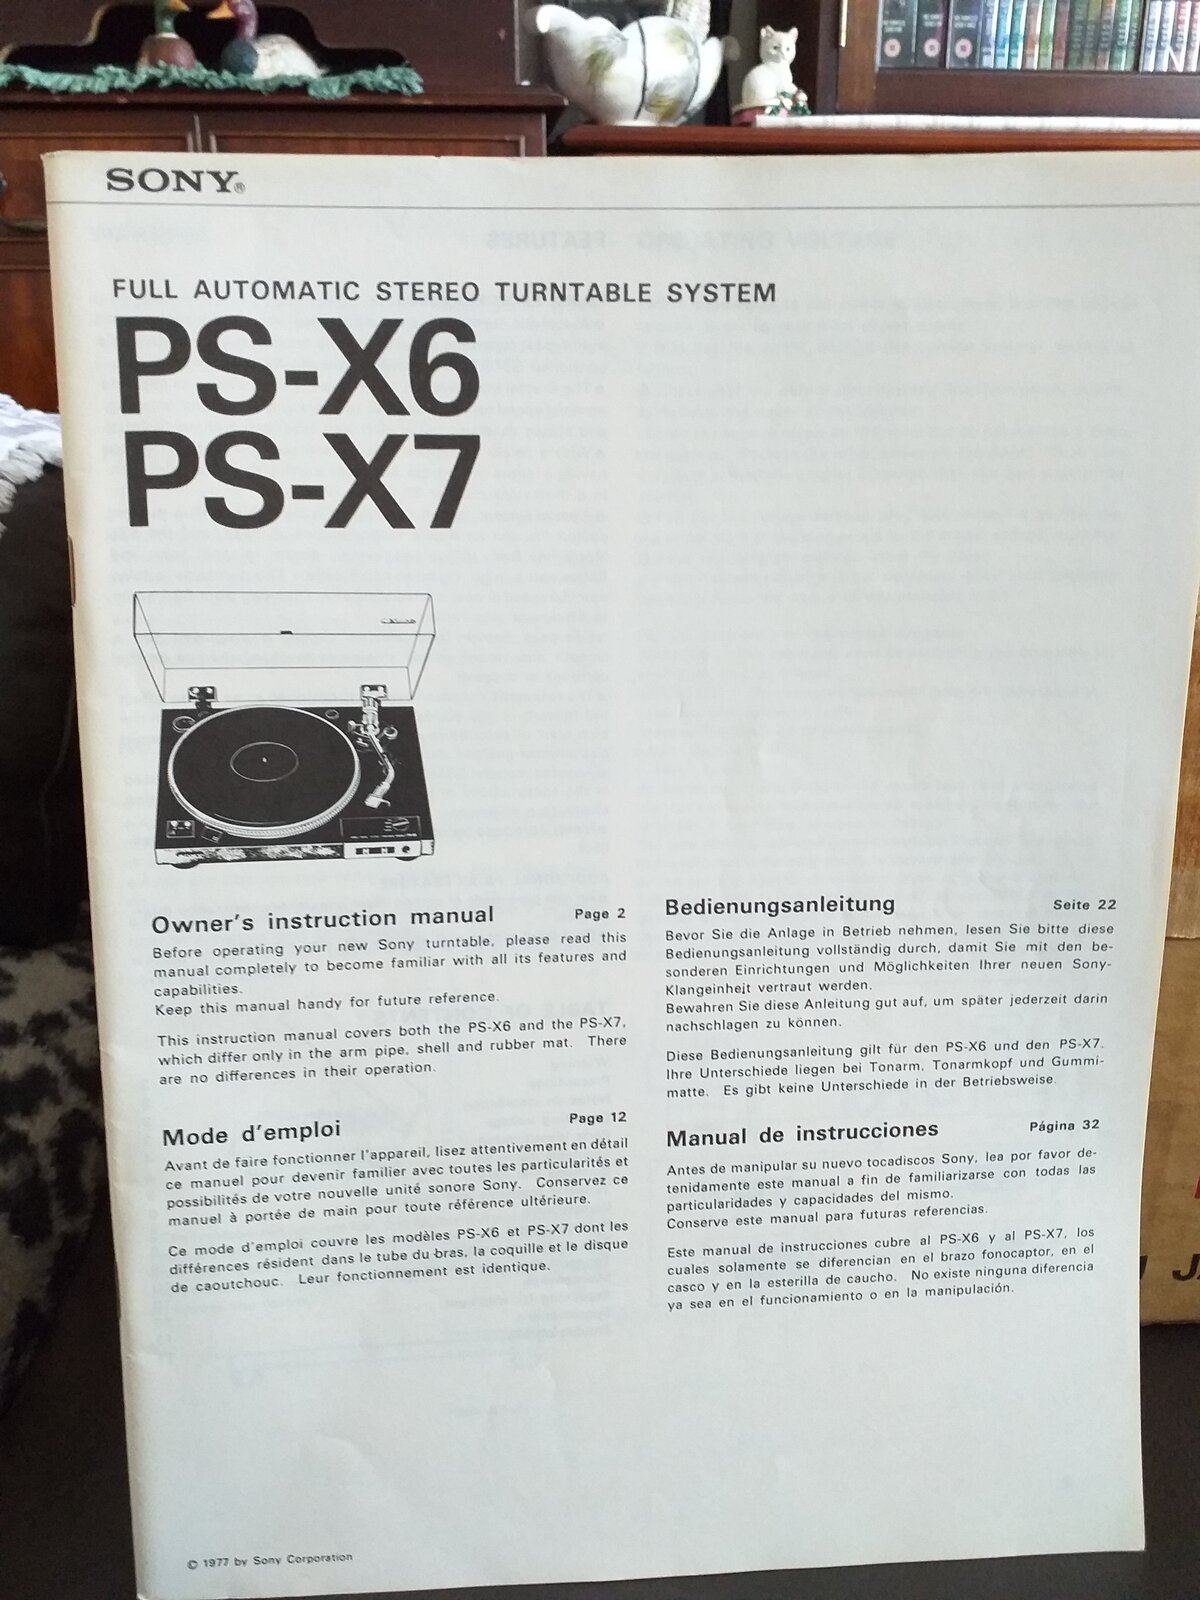 SONY®
FULL AUTOMATIC STEREO TURNTABLE SYSTEM
PS-X6
PS-X7
Owner's instruction manual Page 2
Before operating your new Sony turntable, please read this
manual completely to become familiar with all its features and
capabilities.
Keep this manual handy for future reference.
This instruction manual covers both the PS-X6 and the PS-X7,
which differ only in the arm pipe, shell and rubber mat. There
are no differences in their operation.
Mode d'emploi Page 12
Avant de faire fonctionner l'appareil, lisez attentivement en détail
ce manuel pour devenir familier avec toutes les particularités et
possibilités de votre nouvelle unité sonore Sony. Conservez ce
manuel à portée de main pour toute référence ultérieure.
Ce mode d'emploi couvre les modèles PS-X6 et PS-X7 dont les
différences résident dans le tube du bras, la coquille et le disque
de caoutchouc. Leur fonctionnement est identique.
Bedienungsanleitung Seite 22
Bevor Sie die Anlage in Betrieb nehmen, lesen Sie bitte diese
Bedienungsanleitung vollständig durch, damit Sie mit den be-
sonderen Einrichtungen und Möglichkeiten Ihrer neuen Sony-
Klangeinheit vertraut werden.
Bewahren Sie diese Anleitung gut auf, um später jederzeit darin
nachschlagen zu können.
Diese Bedienungsanleitung gilt für den PS-X6 und den PS-X7.
Ihre Unterschiede liegen bei Tonarm, Tonarmkopf und Gummi-
matte. Es gibt keine Unterschiede in der Betriebsweise.
Manual de instrucciones Página 32
Antes de manipular su nuevo tocadiscos Sony, lea por favor de-
tenidamente este manual a fin de familiarizarse con todas las
particularidades y capacidades del mismo.
Conserve este manual para futuras referencias.
Este manual de instrucciones cubre al PS-X6 y al PS-X7, los
cuales solamente se diferencian en el brazo fonocaptor, en el
casco y en la esterilla de caucho. No existe ninguna diferencia
ya sea en el funcionamiento o en la manipulación.
© 1977 by Sony Corporation